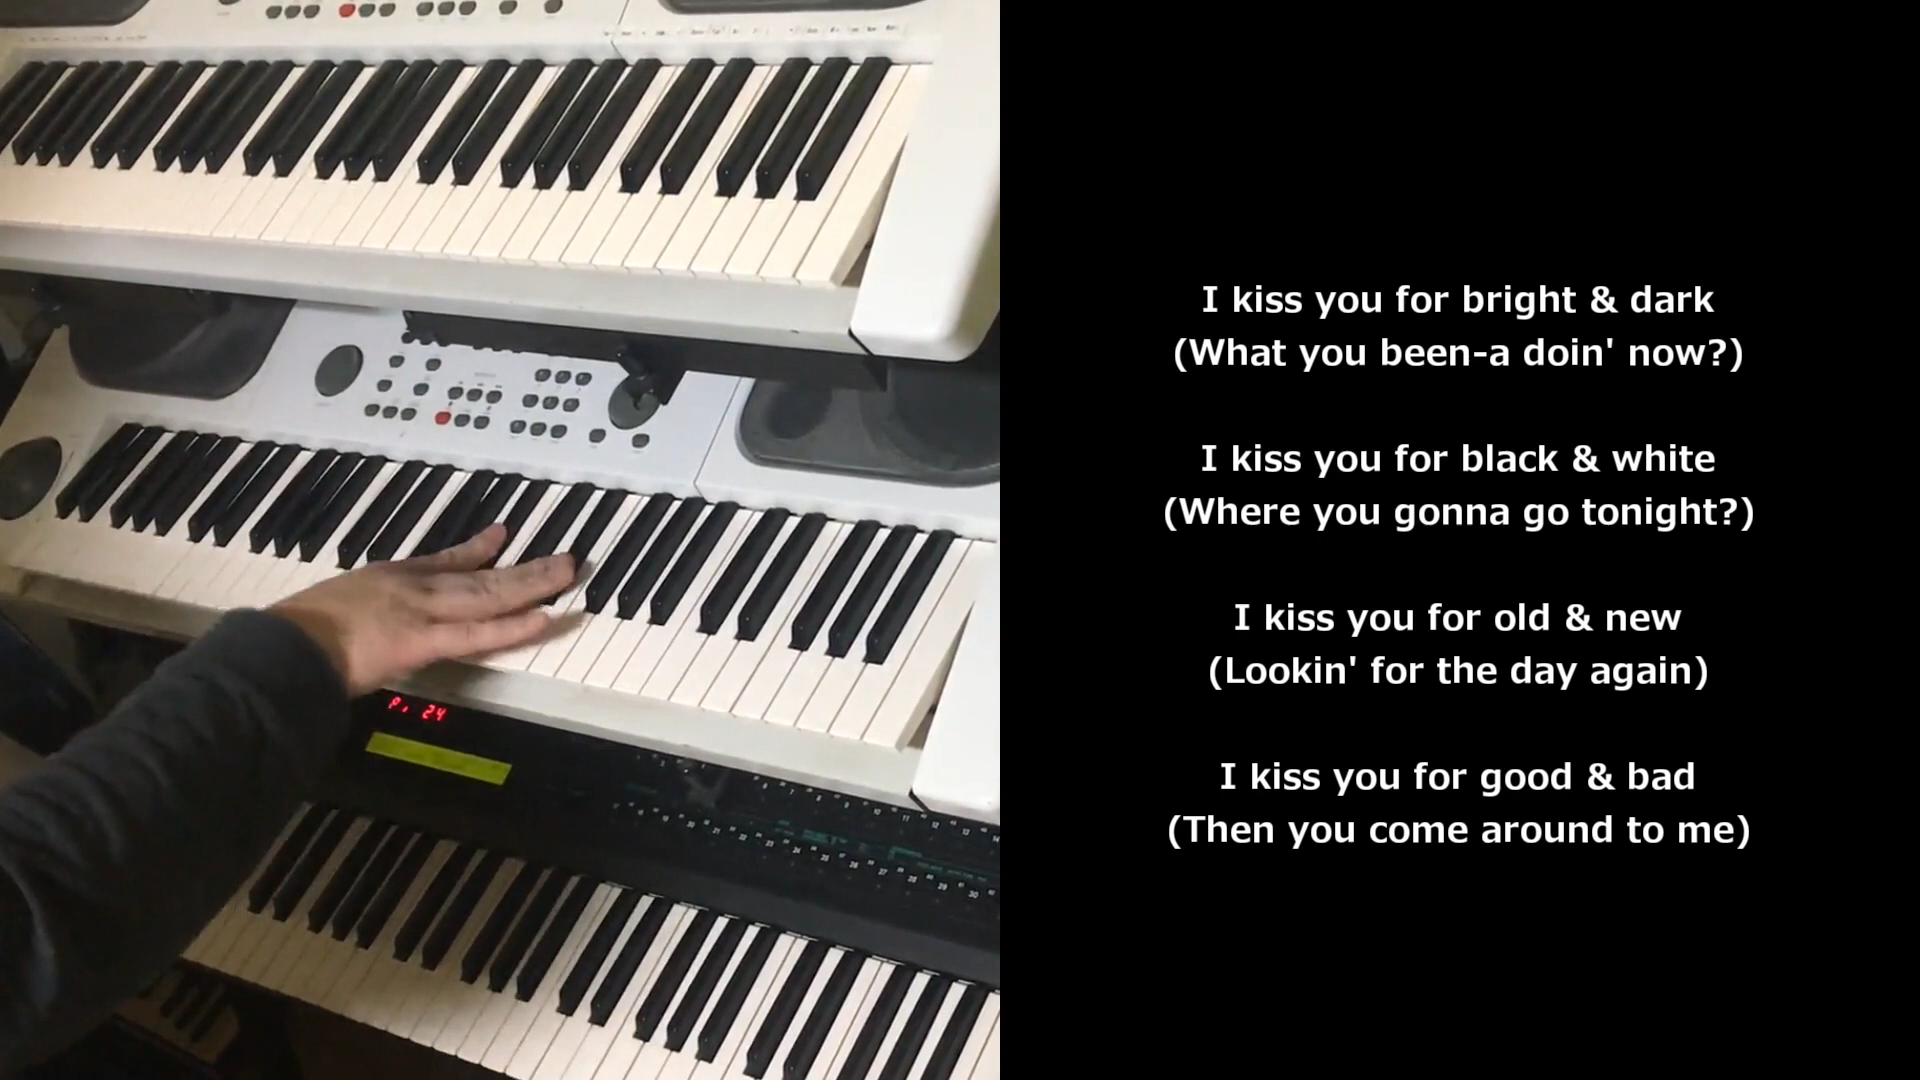 P. 24
I kiss you for bright & dark
(What you been-a doin' now?)
I kiss you for black & white
(Where you gonna go tonight?)
I kiss you for old & new
(Lookin' for the day again)
I kiss you for good & bad
(Then you come around to me)